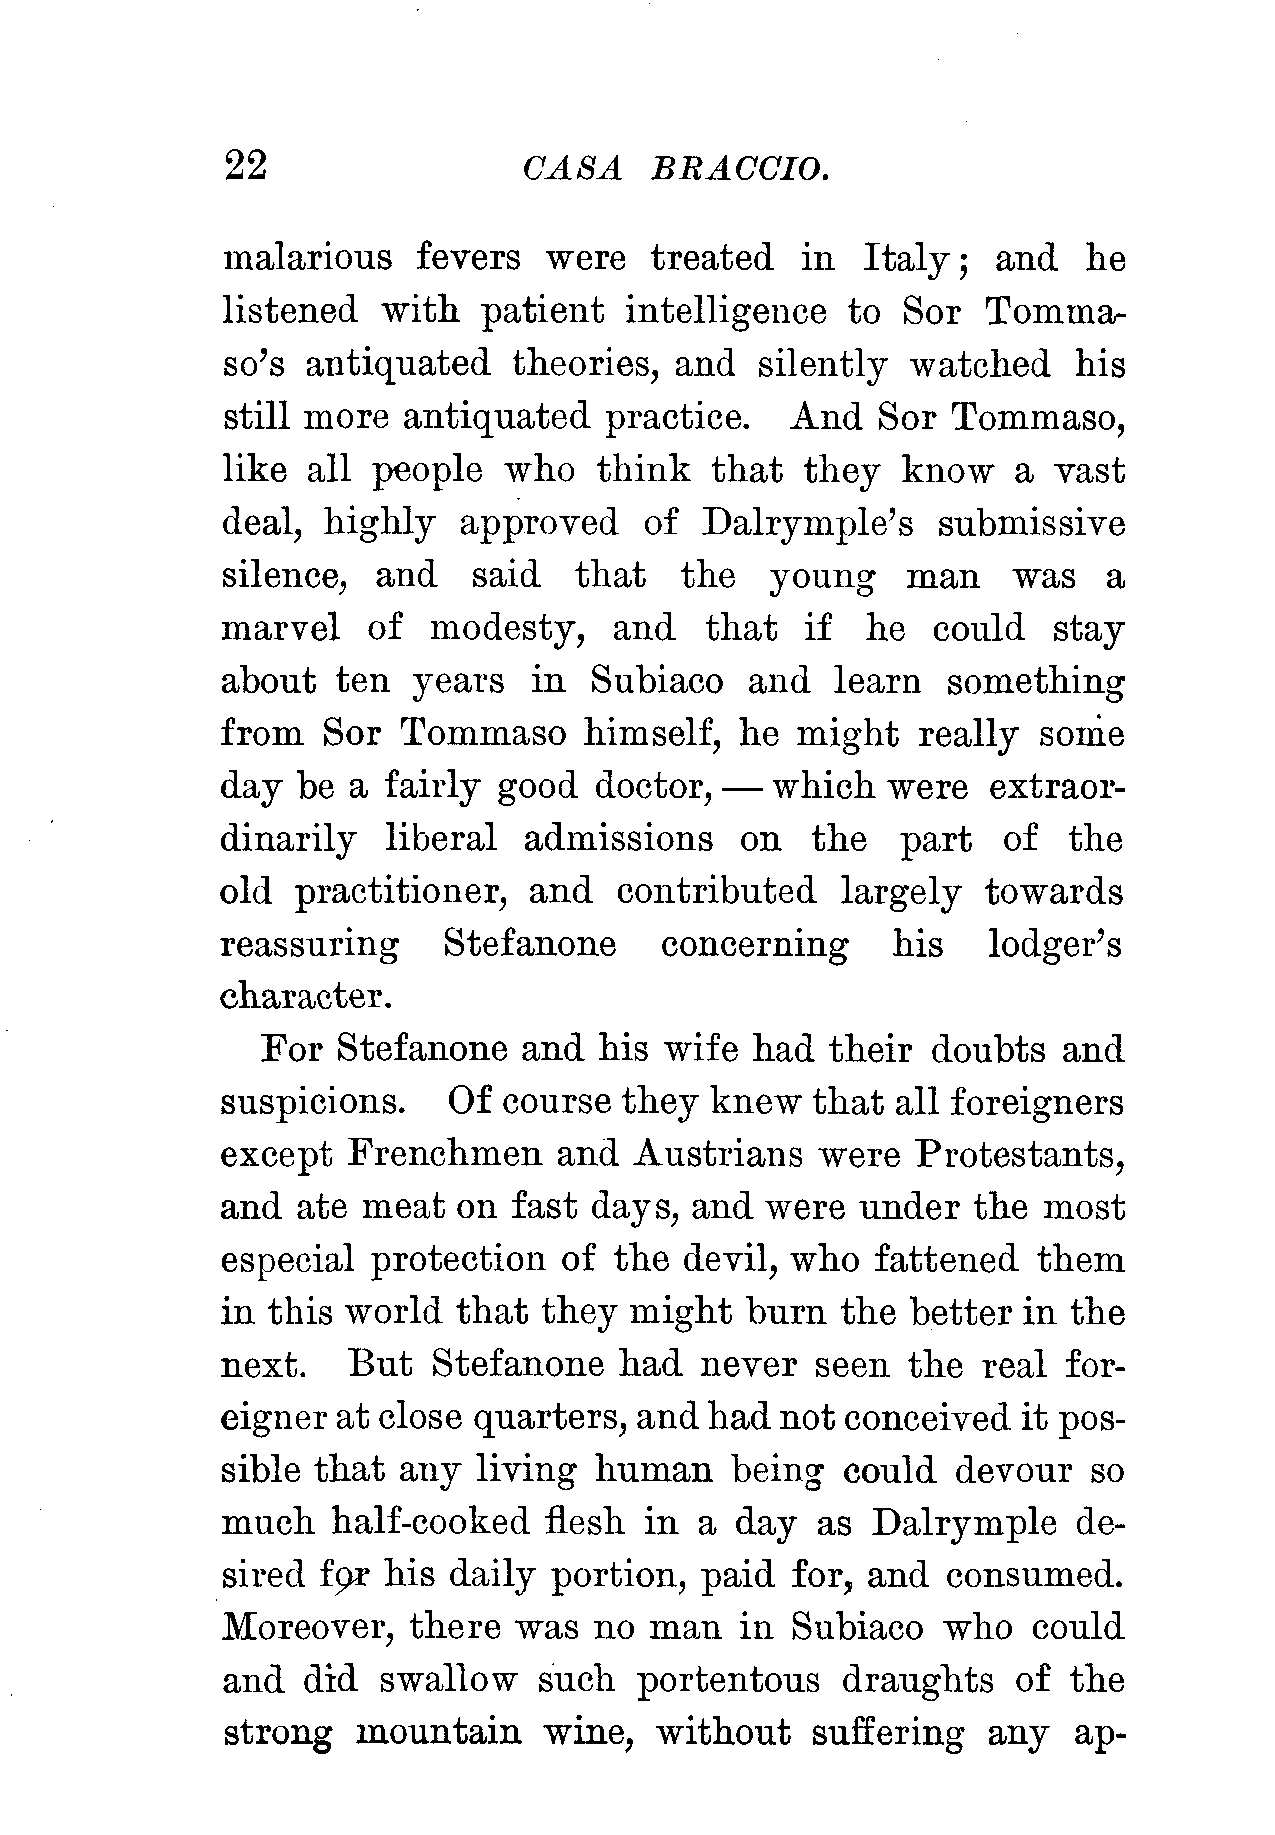 22 CASA BRACCIO.
malarious fevers were treated in Italy; and he
listened with patient intelligence to Sor Tomma-
so's antiquated theories, and silently watched his
still more antiquated practice. And Sor Tommaso,
like all people who think that they know a vast
deal, highly approved of Dalrymple's submissive
silence, and said that the young man was a
marvel of modesty, and that if he could stay
about ten years in Subiaco and learn something
from Sor Tommaso himself, he might really some
day be a fairly good doctor, — which were extraor-
dinarily liberal admissions on the part of the
old practitioner, and contributed largely towards
reassuring Stefanone concerning his lodger's
character.
For Stefanone and his wife had their doubts and
suspicions. Of course they knew that all foreigners
except Frenchmen and Austrians were Protestants,
and ate meat on fast days, and were under the most
especial protection of the devil, who fattened them
in this world that they might burn the better in the
next. But Stefanone had never seen the real for-
eigner at close quarters, and had not conceived it pos-
sible that any living human being could devour so
much half-cooked flesh in a day as Dalrymple de-
sired for his daily portion, paid for, and consumed.
Moreover, there was no man in Subiaco who could
and did swallow such portentous draughts of the
strong mountain wine, without suffering any ap-